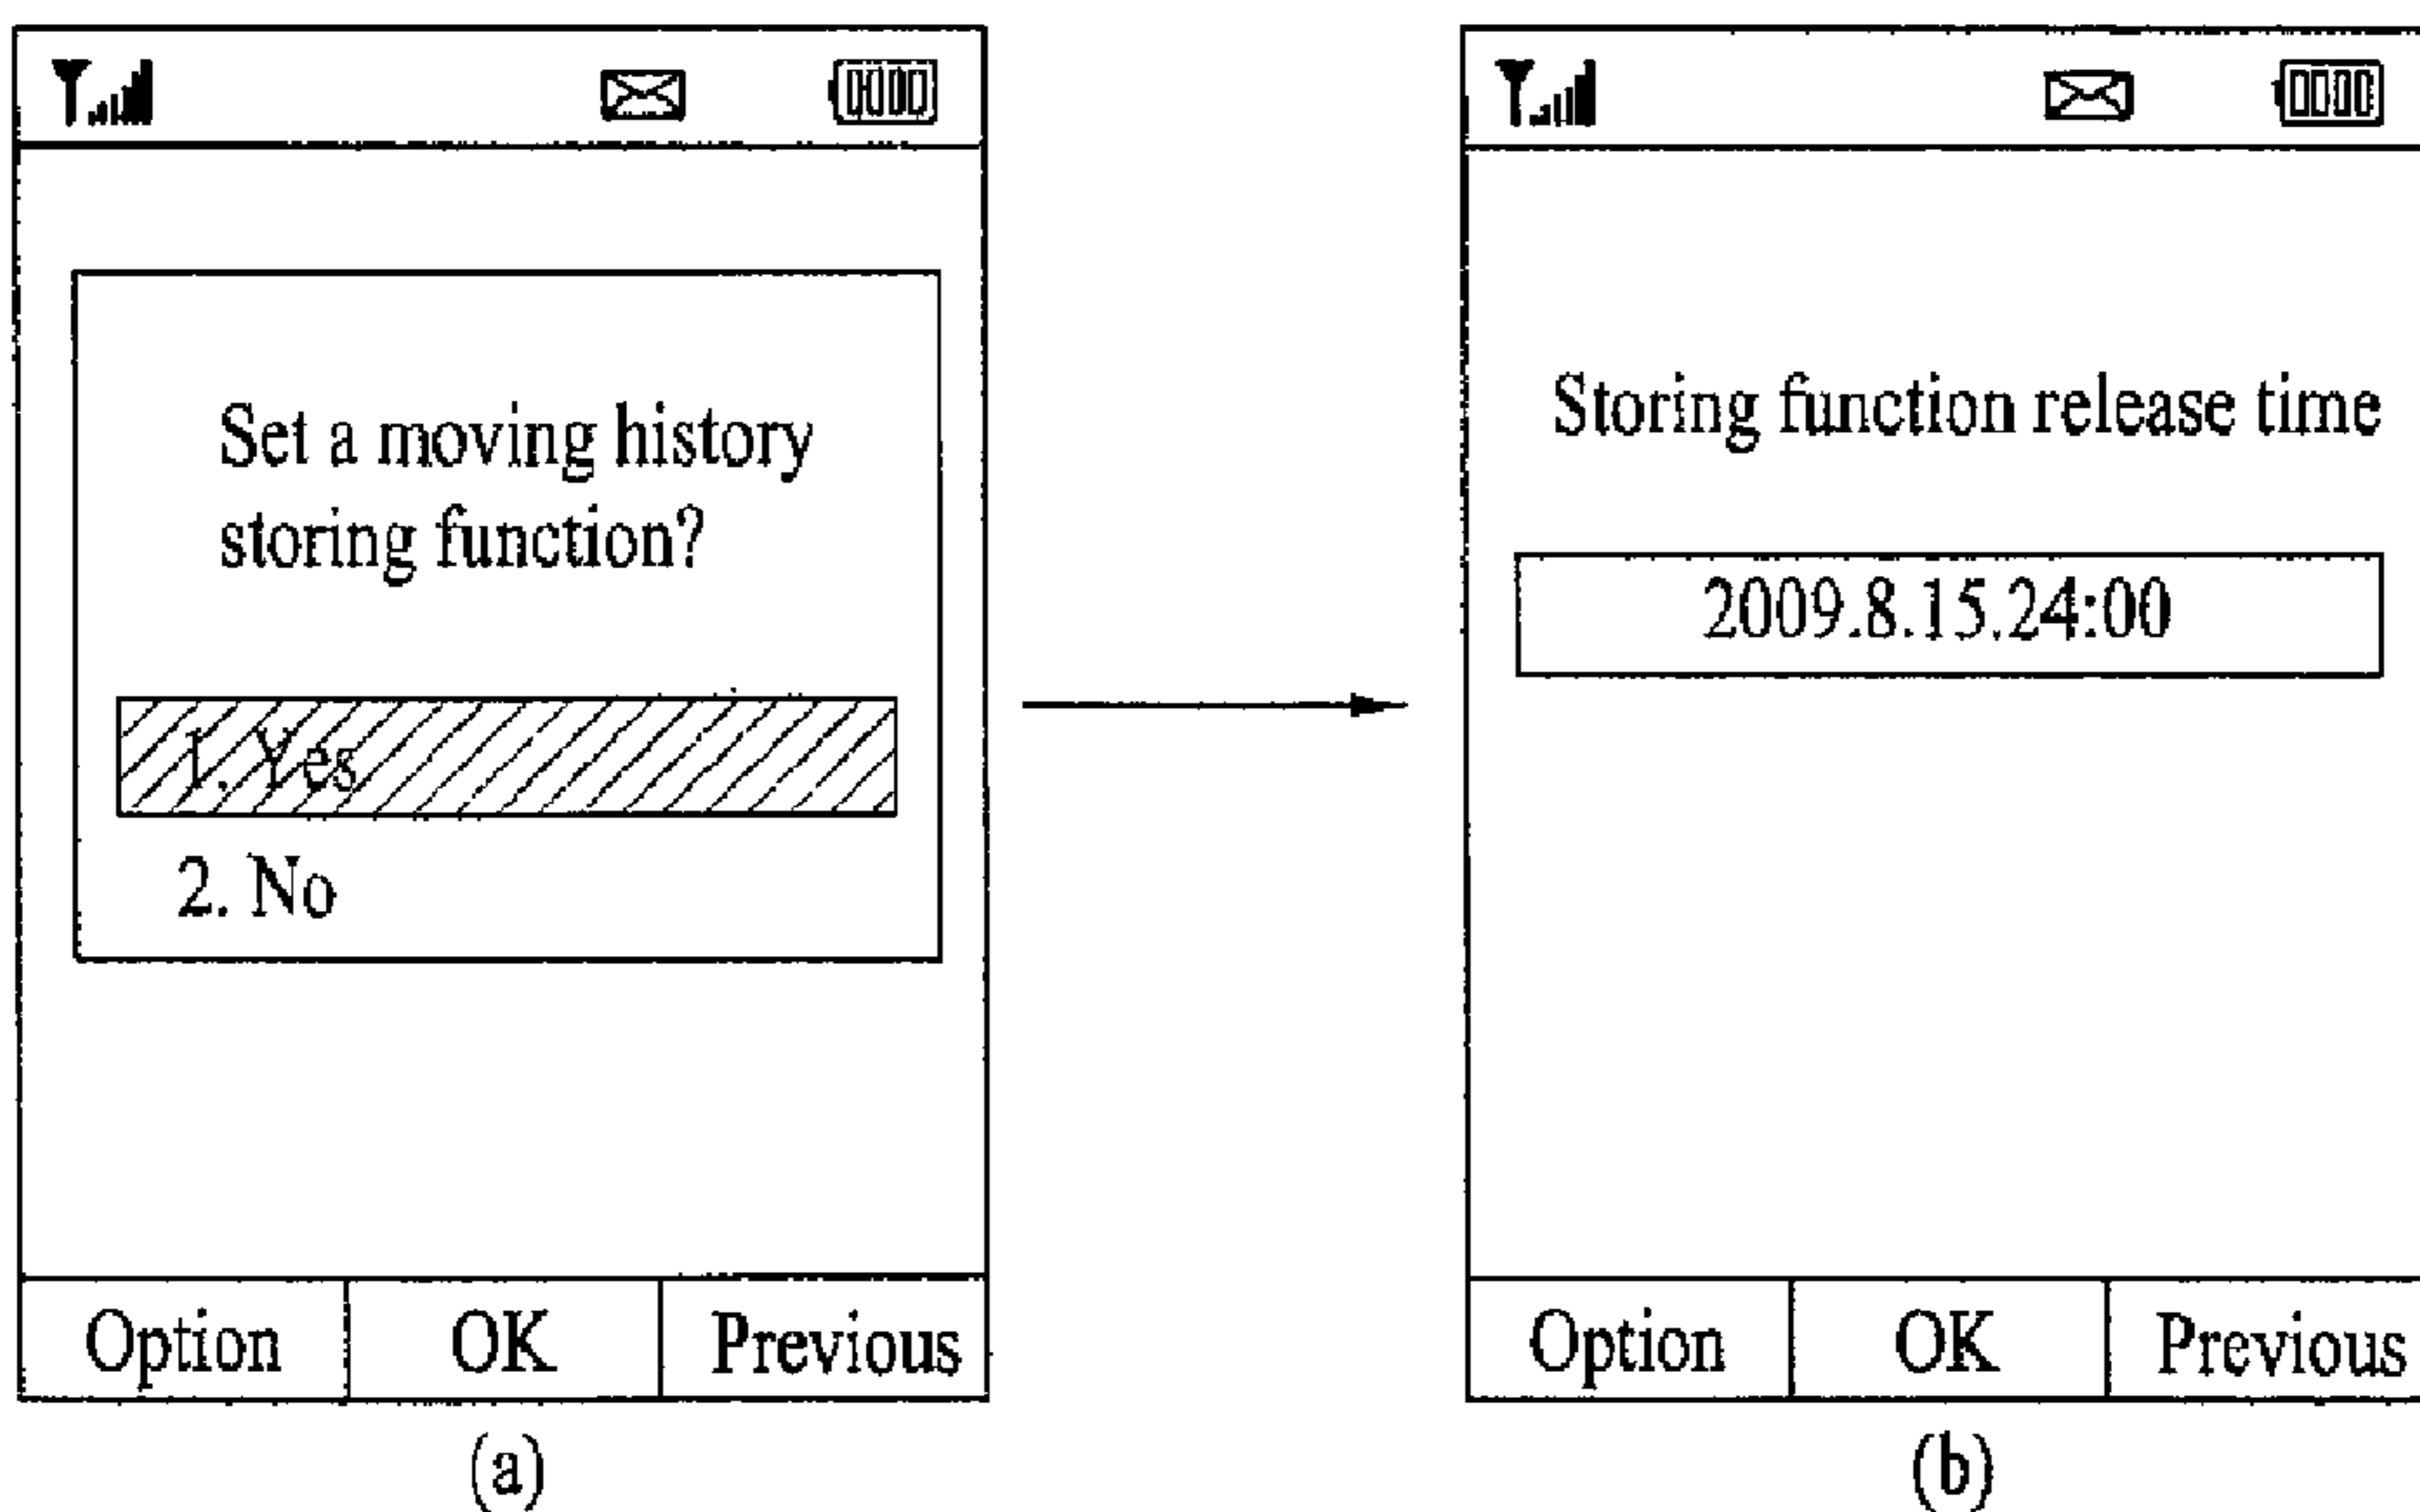 Set a moving history
storing function?
1. Yes
2. No
Option OK Previous
(a)
Storing function release time
2009.8.15.24:00
Option OK Previous
(b)